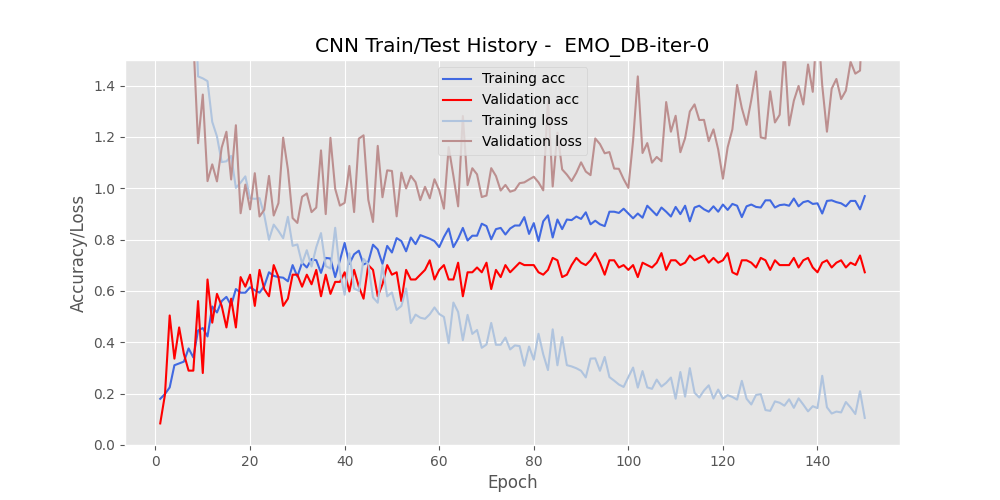 CNN Train/Test History -  EMO_DB-iter-0
Training acc
Validation acc
Training loss
Validation loss
Accuracy/Loss
1.4
1.2
1.0
0.8
0.6
0.4
0.2
0.0
0
20
40
60
80
100
120
140
Epoch